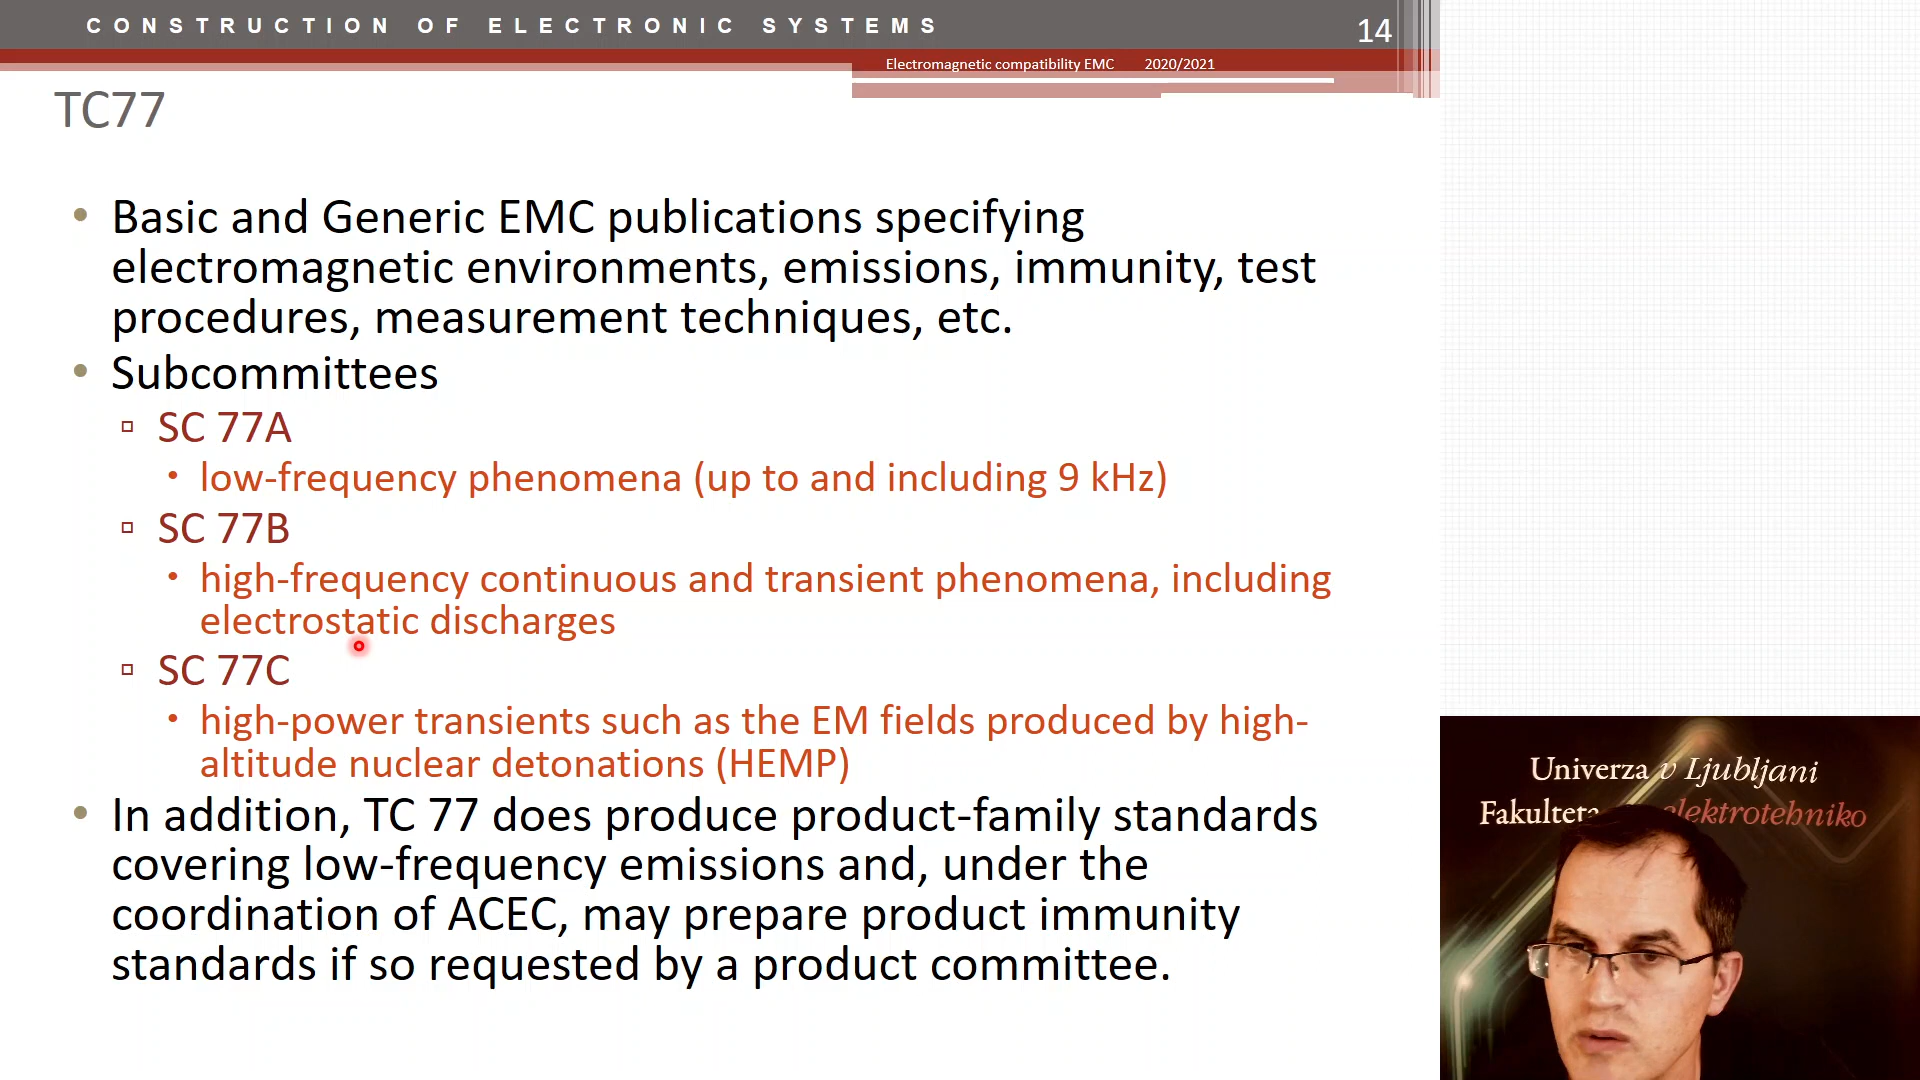 CONSTRUCTION OF ELECTRONIC SYSTEMS
14
Electromagnetic compatibility EMC 2020/2021
TC77
• Basic and Generic EMC publications specifying
electromagnetic environments, emissions, immunity, test
procedures, measurement techniques, etc.
• Subcommittees
▫ SC 77A
• low-frequency phenomena (up to and including 9 kHz)
▫ SC 77B
• high-frequency continuous and transient phenomena, including
electrostatic discharges
▫ SC 77C
• high-power transients such as the EM fields produced by high-
altitude nuclear detonations (HEMP)
• In addition, TC 77 does produce product-family standards
covering low-frequency emissions and, under the
coordination of ACEC, may prepare product immunity
standards if so requested by a product committee.
Univerza v Ljubljani
Fakulteta elektrotehniko